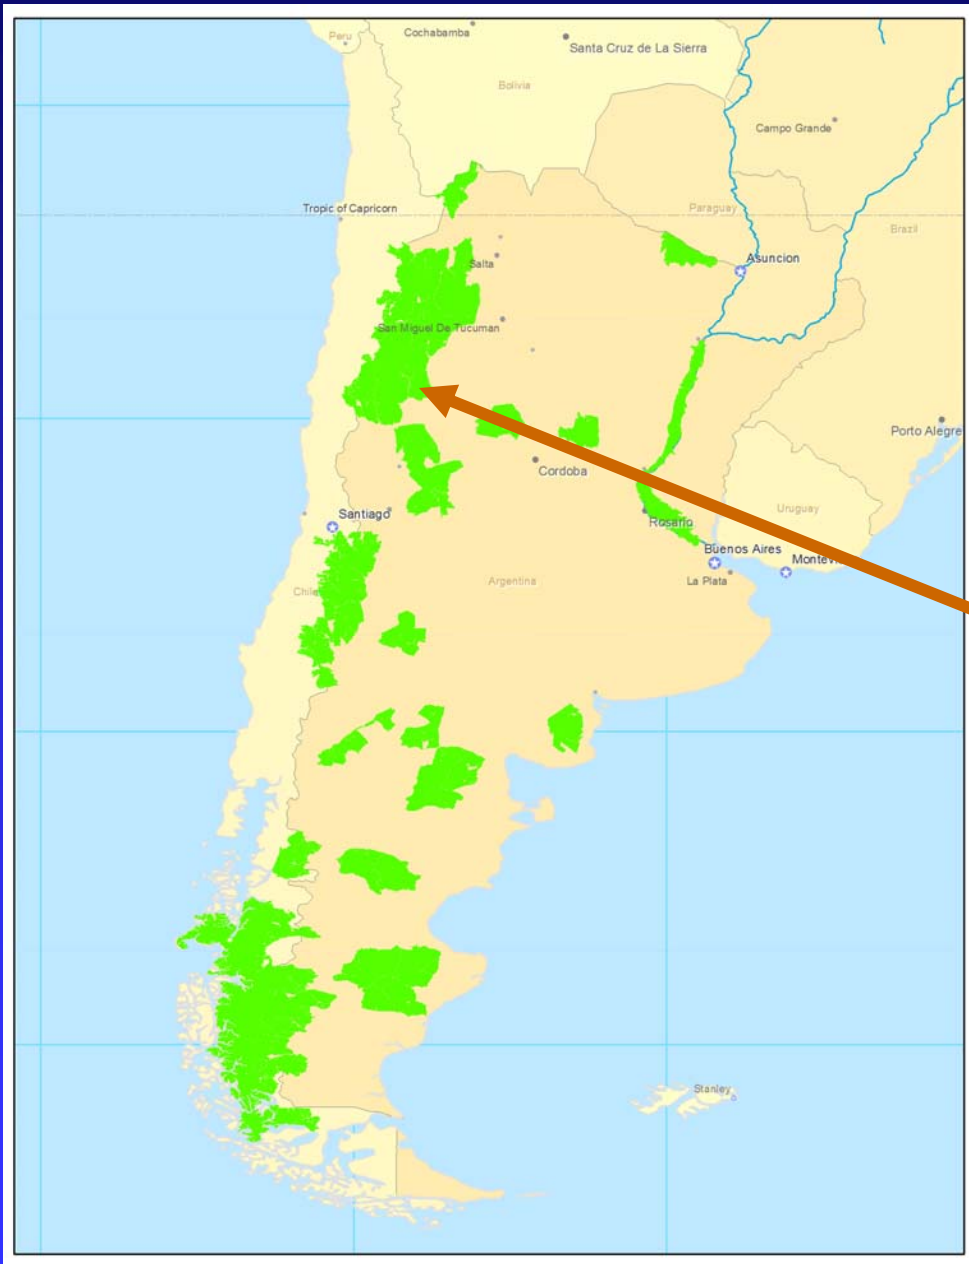 Peru
Cochabamba
Santa Cruz de La Sierra
Bolivia
Campo Grande
Tropic of Capricorn
Paraguay
Brazil
Salta
Asuncion
San Miguel De Tucuman
Porto Alegre
Cordoba
Santiago
Rosario
Uruguay
Buenos Aires
La Plata
Argentina
Chile
Stanley